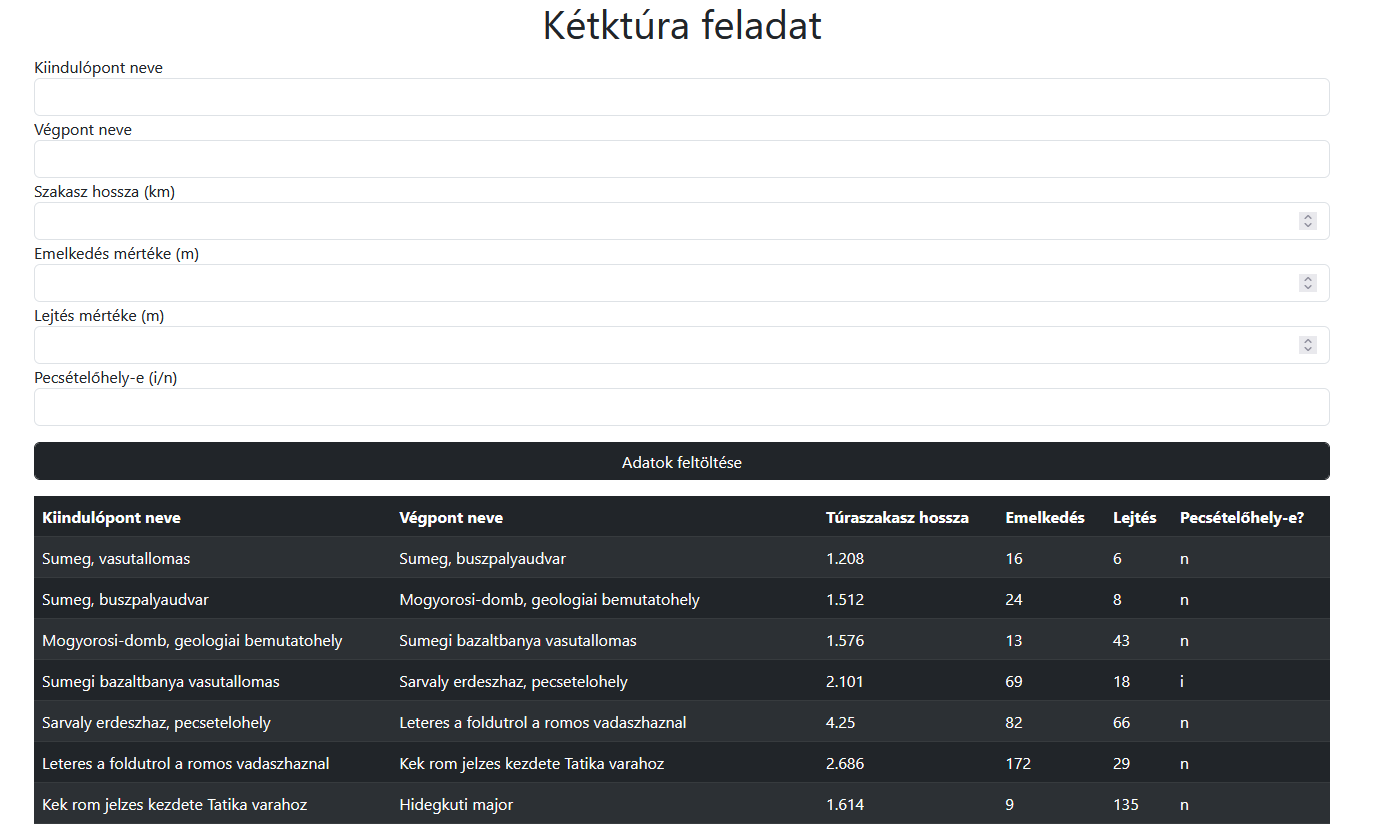 Kétktúra feladat
Kiindulópont neve
Végpont neve
Szakasz hossza (km)
Emelkedés mértéke (m)
Lejtés mértéke (m)
Pecsételőhely-e (i/n)
Adatok feltöltése
Kiindulópont neve Végpont neve Túraszakasz hossza Emelkedés Lejtés Pecsételőhely-e?
Sumeg, vasutallomas Sumeg, buszpalyaudvar 1.208 16 6 n
Sumeg, buszpalyaudvar Mogyorosi-domb, geologiai bemutatohely 1.512 24 8 n
Mogyorosi-domb, geologiai bemutatohely Sumegi bazaltbanya vasutallomas 1.576 13 43 n
Sumegi bazaltbanya vasutallomas Sarvaly erdeszhaz, pecsetelohely 2.101 69 18 i
Sarvaly erdeszhaz, pecsetelohely Leteres a foldutrol a romos vadaszhaznal 4.25 82 66 n
Leteres a foldutrol a romos vadaszhaznal Kek rom jelzes kezdete Tatika varahoz 2.686 172 29 n
Kek rom jelzes kezdete Tatika varahoz Hidegkuti major 1.614 9 135 n